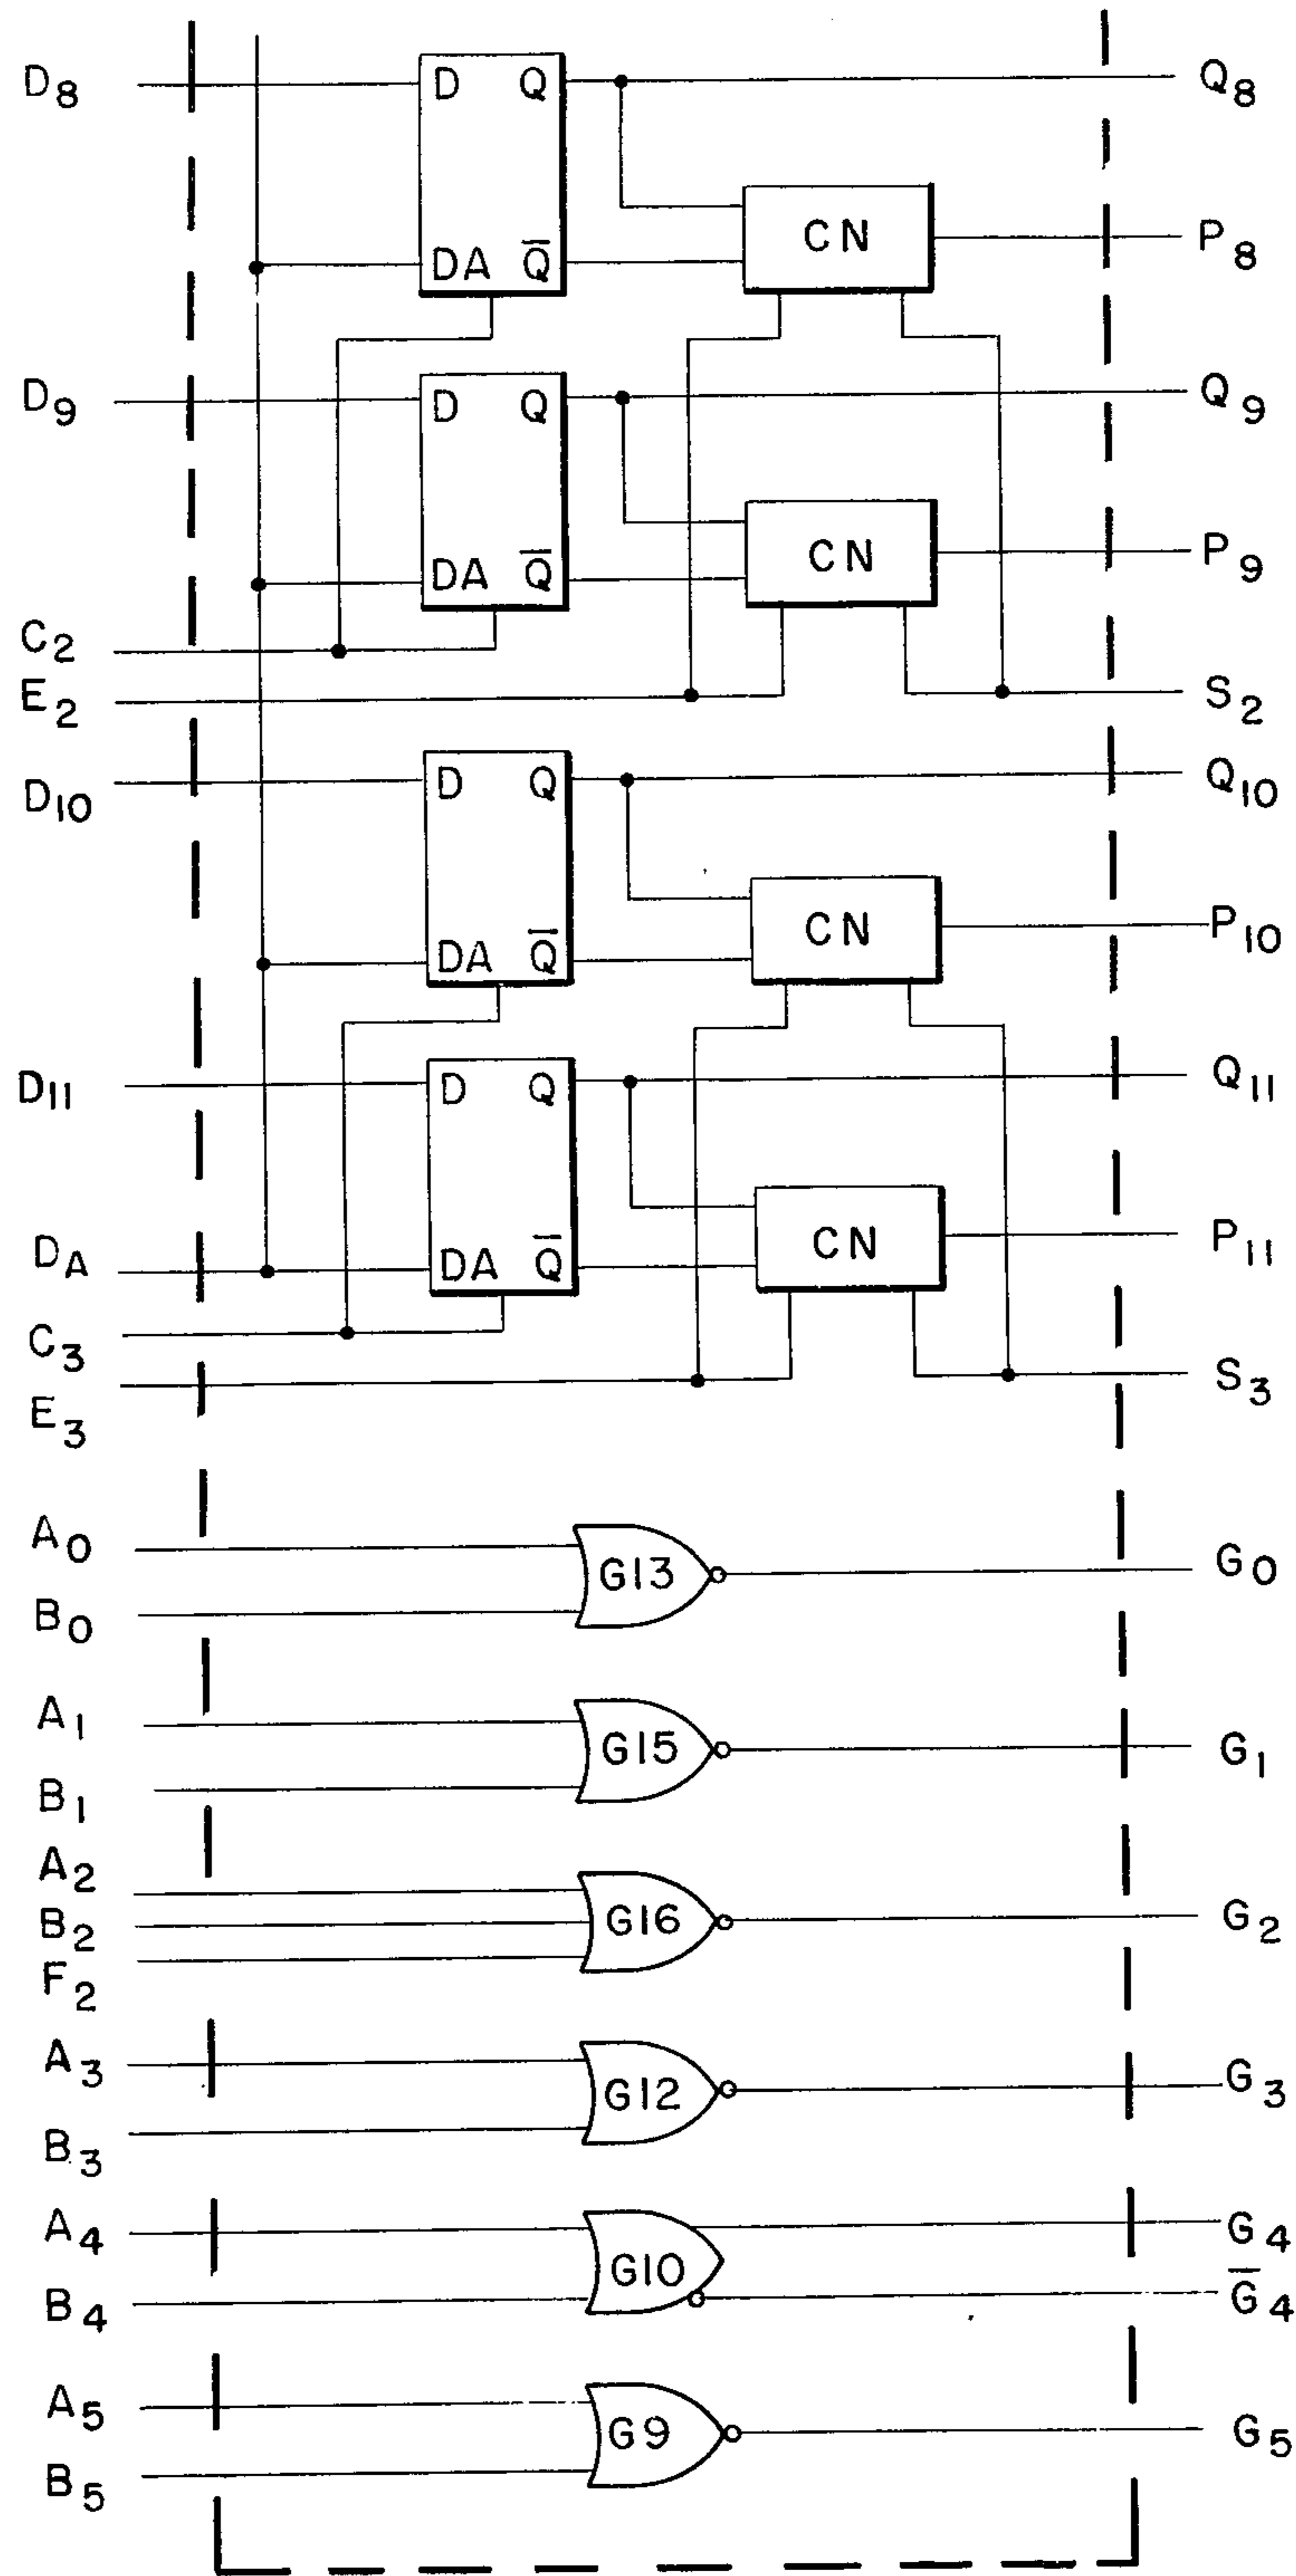 D8 D Q Q8
CN P8
DA Q̅
D9 D Q Q9
CN P9
DA Q̅
C2
E2 S2
D10 D Q Q10
CN P10
DA Q̅
D11 D Q Q11
CN P11
DA DA Q̅
C3
E3 S3
A0 G13 G0
B0
A1 G15 G1
B1
A2
B2 G16 G2
F2
A3 G12 G3
B3
A4 G10 G4
B4 G̅4
A5 G9 G5
B5